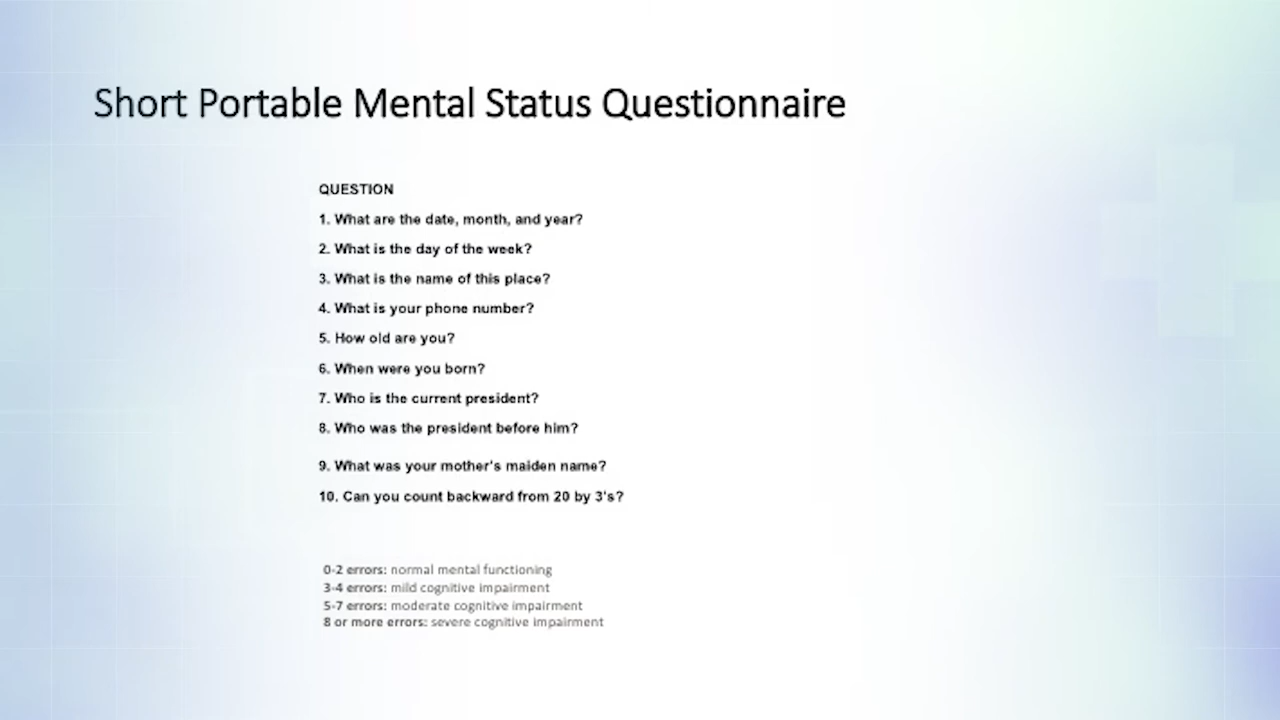 Short Portable Mental Status Questionnaire
QUESTION
1. What are the date, month, and year?
2. What is the day of the week?
3. What is the name of this place?
4. What is your phone number?
5. How old are you?
6. When were you born?
7. Who is the current president?
8. Who was the president before him?
9. What was your mother's maiden name?
10. Can you count backward from 20 by 3's?
0-2 errors: normal mental functioning
3-4 errors: mild cognitive impairment
5-7 errors: moderate cognitive impairment
8 or more errors: severe cognitive impairment